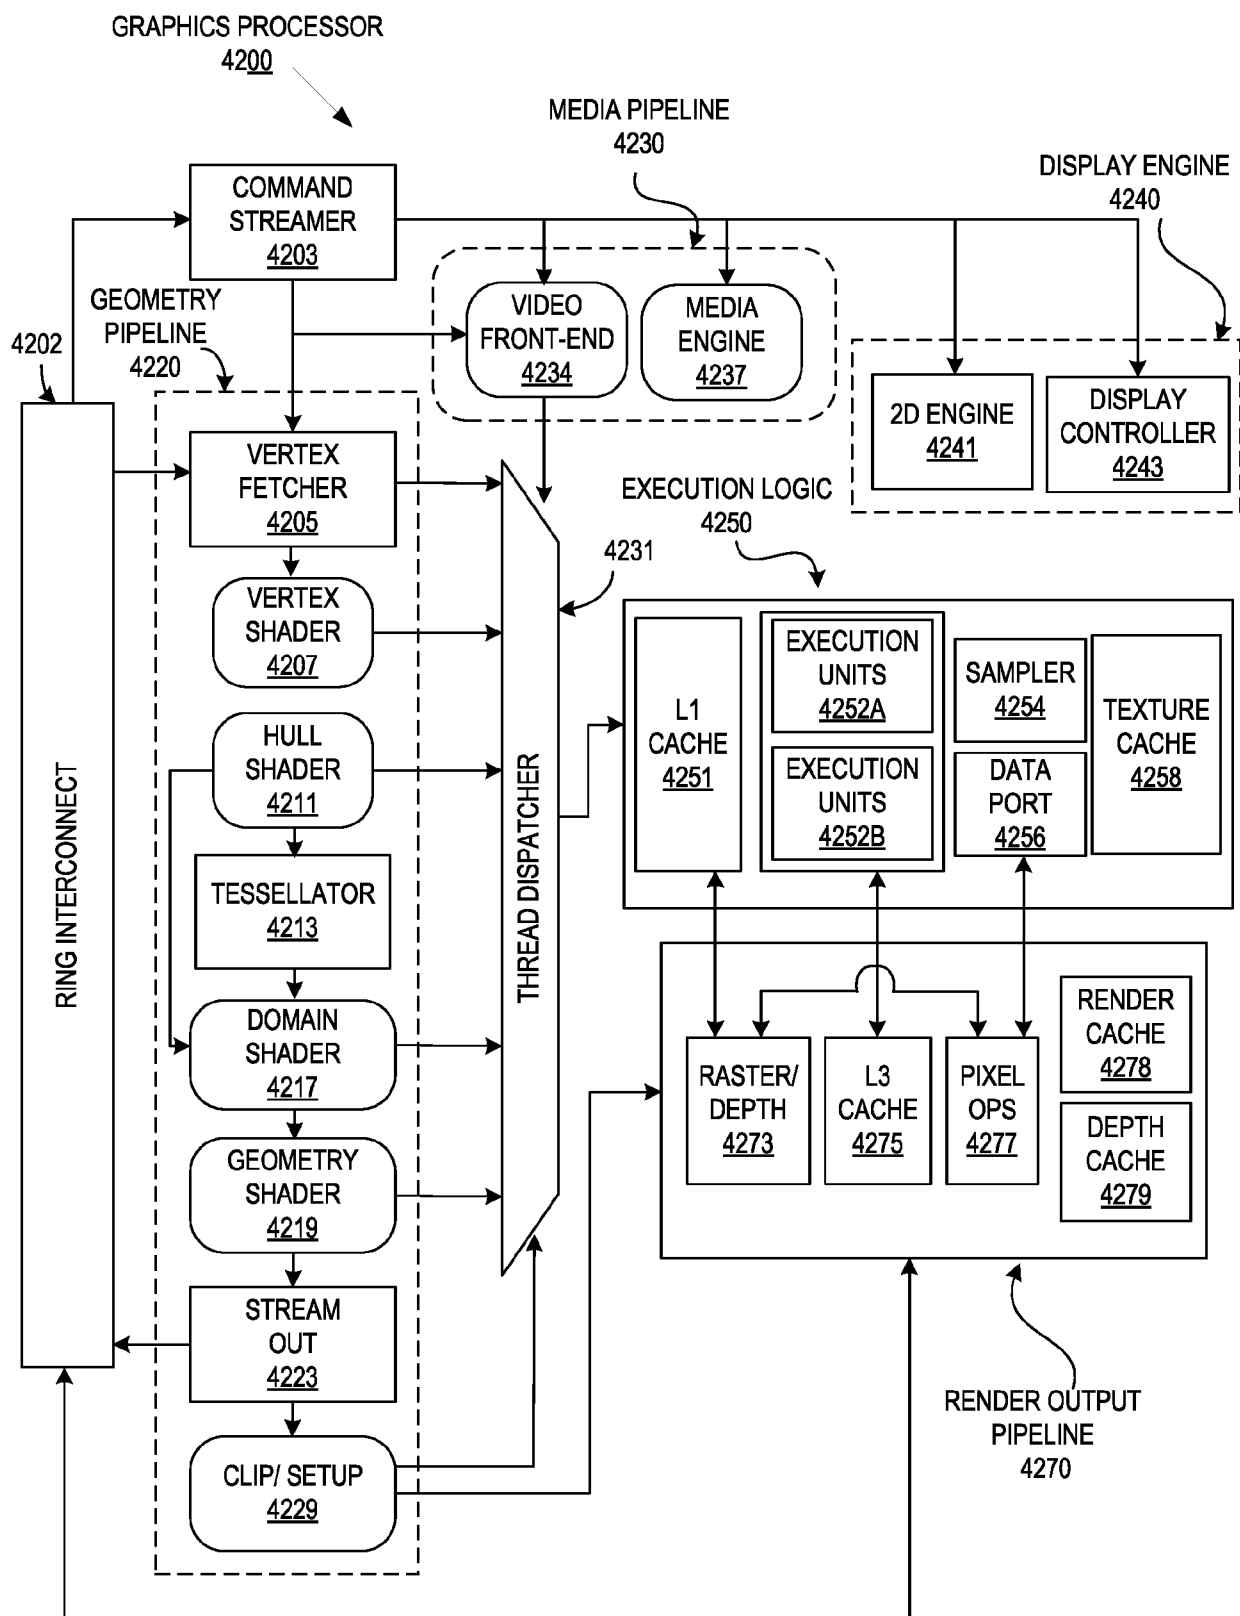 GRAPHICS PROCESSOR
4200
MEDIA PIPELINE
4230
DISPLAY ENGINE
4240
COMMAND
STREAMER
4203
GEOMETRY
PIPELINE
4220
4202
VIDEO
FRONT-END
4234
MEDIA
ENGINE
4237
2D ENGINE
4241
DISPLAY
CONTROLLER
4243
VERTEX
FETCHER
4205
EXECUTION LOGIC
4250
4231
VERTEX
SHADER
4207
HULL
SHADER
4211
TESSELLATOR
4213
DOMAIN
SHADER
4217
GEOMETRY
SHADER
4219
STREAM
OUT
4223
CLIP/ SETUP
4229
RING INTERCONNECT
THREAD DISPATCHER
L1
CACHE
4251
EXECUTION
UNITS
4252A
EXECUTION
UNITS
4252B
SAMPLER
4254
DATA
PORT
4256
TEXTURE
CACHE
4258
RASTER/
DEPTH
4273
L3
CACHE
4275
PIXEL
OPS
4277
RENDER
CACHE
4278
DEPTH
CACHE
4279
RENDER OUTPUT
PIPELINE
4270